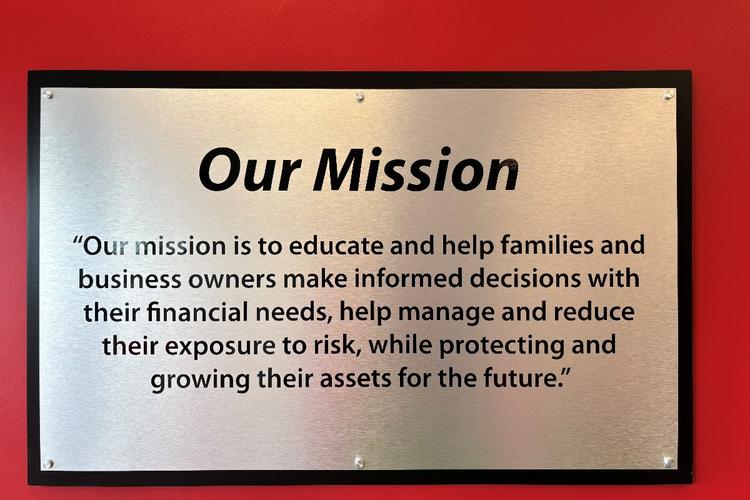 Our Mission
“Our mission is to educate and help families and
business owners make informed decisions with
their financial needs, help manage and reduce
their exposure to risk, while protecting and
growing their assets for the future.”